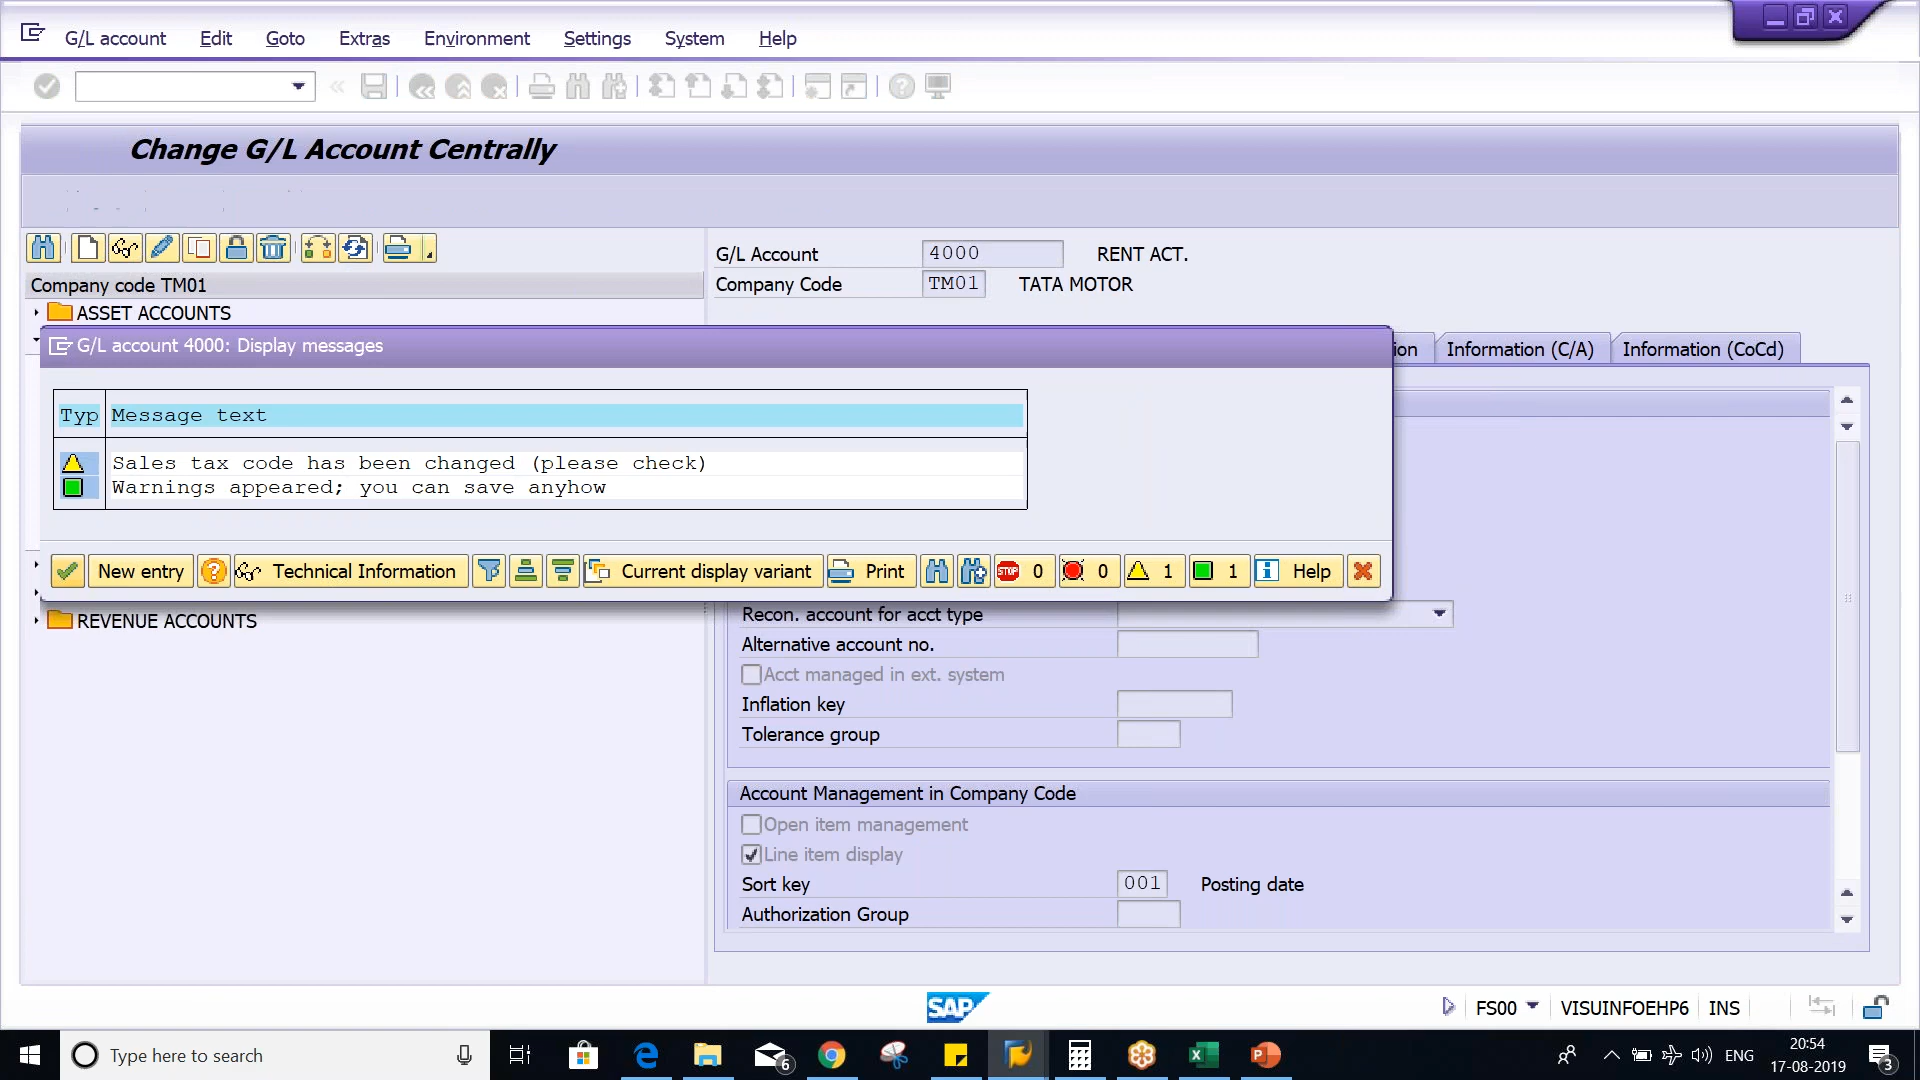 G/L account Edit Goto Extras Environment Settings System Help
Change G/L Account Centrally
G/L Account 4000 RENT ACT.
Company Code TM01 TATA MOTOR
Company code TM01
ASSET ACCOUNTS
G/L account 4000: Display messages
ion Information (C/A) Information (CoCd)
Typ Message text
Sales tax code has been changed (please check)
Warnings appeared; you can save anyhow
New entry Technical Information Current display variant Print STOP 0 0 1 1 Help
REVENUE ACCOUNTS
Recon. account for acct type
Alternative account no.
Acct managed in ext. system
Inflation key
Tolerance group
Account Management in Company Code
Open item management
Line item display
Sort key 001 Posting date
Authorization Group
SAP
FS00 VISUINFOEHP6 INS
Type here to search
6
ENG
20:54
17-08-2019
3